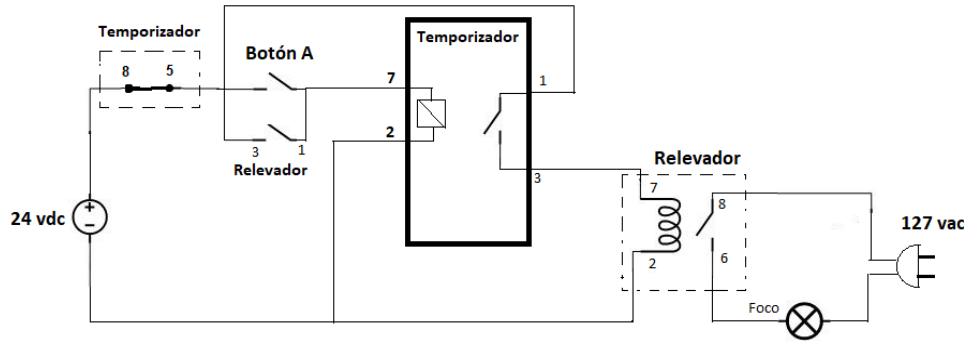 Temporizador
8 5
Botón A
3 1
Relevador
7
2
Temporizador
1
3
Relevador
7
2
8
6
24 vdc
+
−
127 vac
Foco